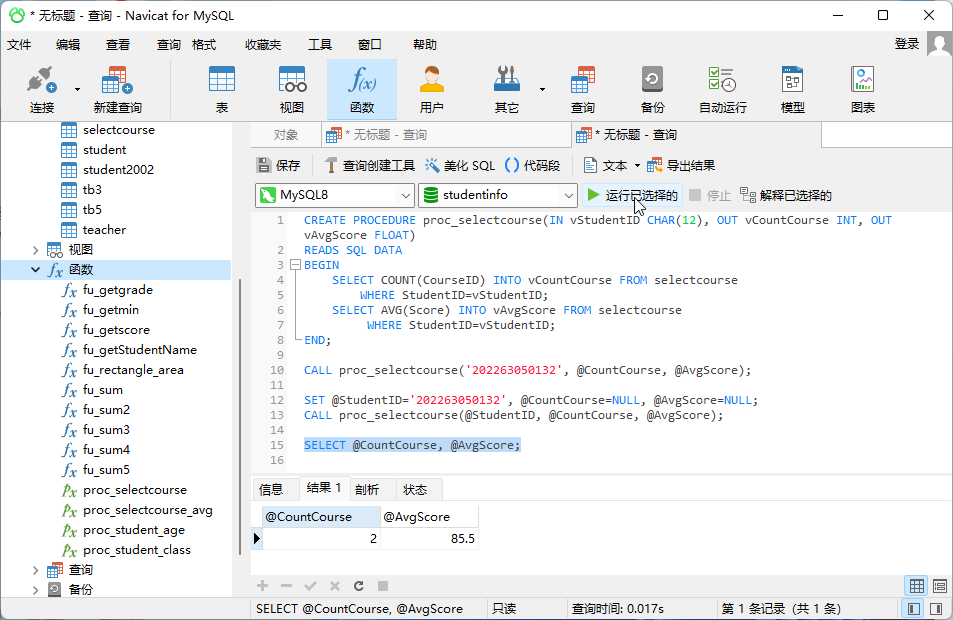 * 无标题 - 查询 - Navicat for MySQL
文件 编辑 查看 查询 格式 收藏夹 工具 窗口 帮助 登录
连接 新建查询 表 视图 函数 用户 其它 查询 备份 自动运行 模型 图表
selectcourse
student
student2002
tb3
tb5
teacher
视图
函数
fu_getgrade
fu_getmin
fu_getscore
fu_getStudentName
fu_rectangle_area
fu_sum
fu_sum2
fu_sum3
fu_sum4
fu_sum5
proc_selectcourse
proc_selectcourse_avg
proc_student_age
proc_student_class
查询
备份
对象 * 无标题 - 查询 * 无标题 - 查询
保存 查询创建工具 美化 SQL 代码段 文本 导出结果
MySQL8 studentinfo 运行已选择的 停止 解释已选择的
1 CREATE PROCEDURE proc_selectcourse(IN vStudentID CHAR(12), OUT vCountCourse INT, OUT
vAvgScore FLOAT)
2 READS SQL DATA
3 BEGIN
4 SELECT COUNT(CourseID) INTO vCountCourse FROM selectcourse
5 WHERE StudentID=vStudentID;
6 SELECT AVG(Score) INTO vAvgScore FROM selectcourse
7 WHERE StudentID=vStudentID;
8 END;
9
10 CALL proc_selectcourse('202263050132', @CountCourse, @AvgScore);
11
12 SET @StudentID='202263050132', @CountCourse=NULL, @AvgScore=NULL;
13 CALL proc_selectcourse(@StudentID, @CountCourse, @AvgScore);
14
15 SELECT @CountCourse, @AvgScore;
16
信息 结果 1 剖析 状态
@CountCourse @AvgScore
2 85.5
SELECT @CountCourse, @AvgScore 只读 查询时间: 0.017s 第 1 条记录 (共 1 条)